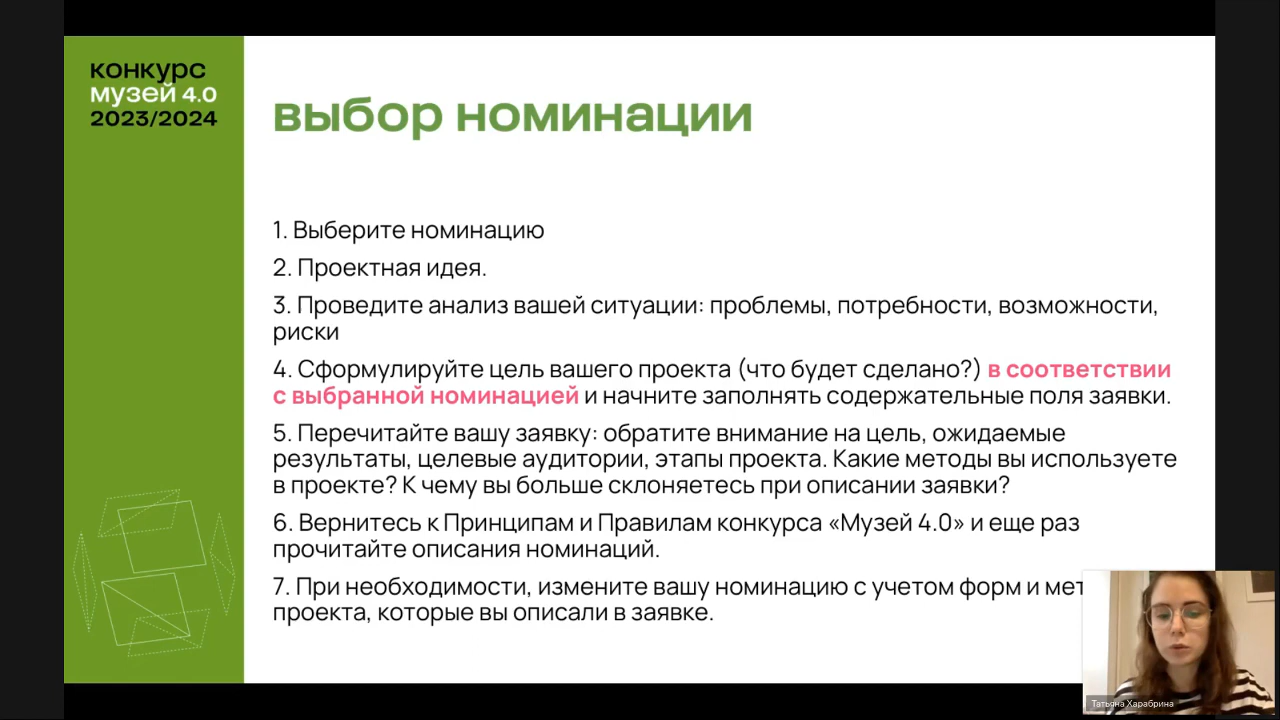 конкурс
музей 4.0
2023/2024
выбор номинации
1. Выберите номинацию
2. Проектная идея.
3. Проведите анализ вашей ситуации: проблемы, потребности, возможности,
риски
4. Сформулируйте цель вашего проекта (что будет сделано?) в соответствии
с выбранной номинацией и начните заполнять содержательные поля заявки.
5. Перечитайте вашу заявку: обратите внимание на цель, ожидаемые
результаты, целевые аудитории, этапы проекта. Какие методы вы используете
в проекте? К чему вы больше склоняетесь при описании заявки?
6. Вернитесь к Принципам и Правилам конкурса «Музей 4.0» и еще раз
прочитайте описания номинаций.
7. При необходимости, измените вашу номинацию с учетом форм и мет
проекта, которые вы описали в заявке.
Татьяна Харабрина